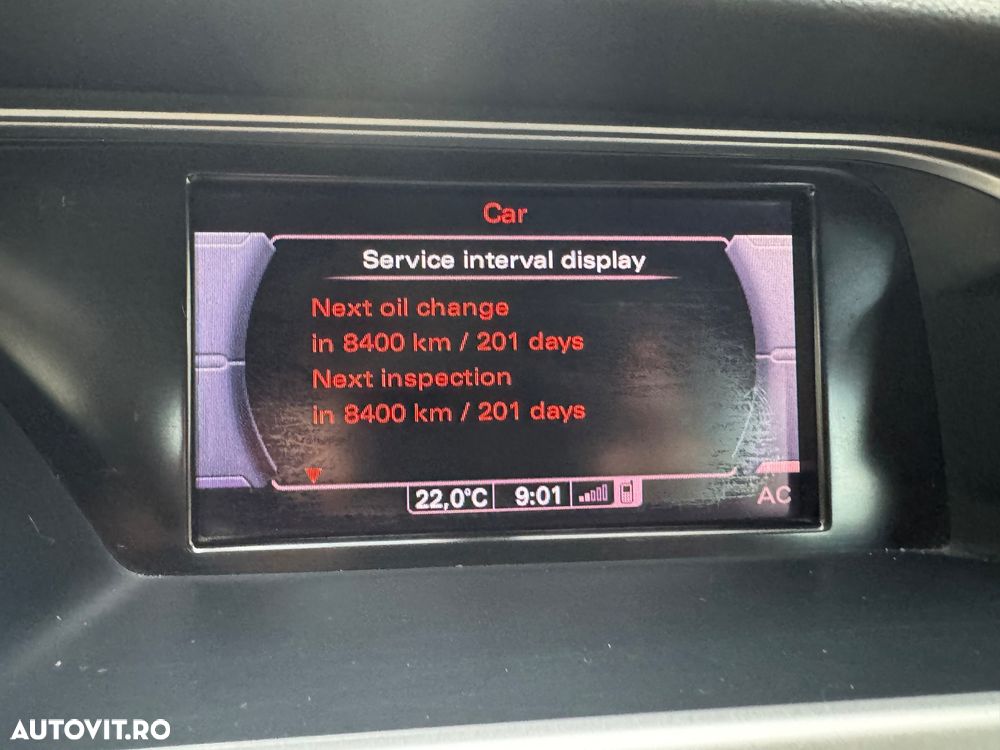 Car
Service interval display
Next oil change
in 8400 km / 201 days
Next inspection
in 8400 km / 201 days
22,0°C 9:01
AC
AUTOVIT.RO